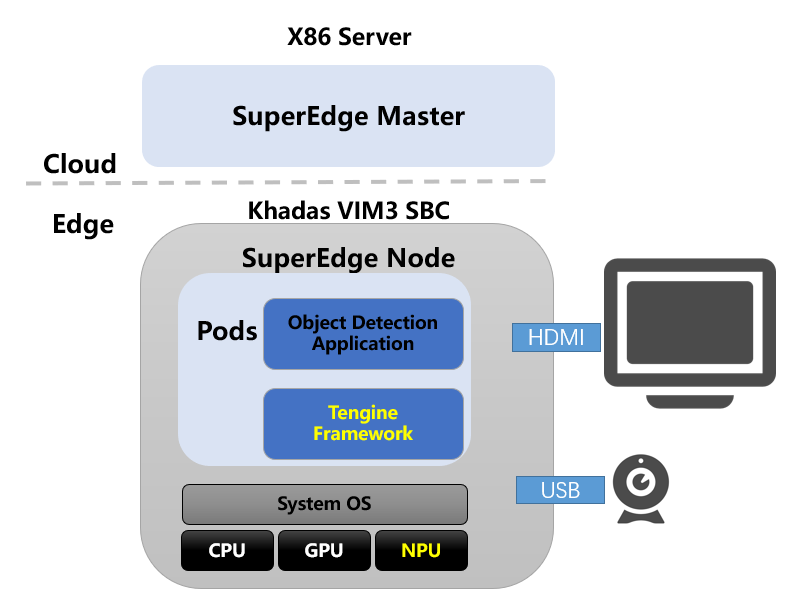 X86 Server
SuperEdge Master
Cloud
Edge
Khadas VIM3 SBC
SuperEdge Node
Pods
Object Detection
Application
Tengine
Framework
HDMI
USB
System OS
CPU
GPU
NPU